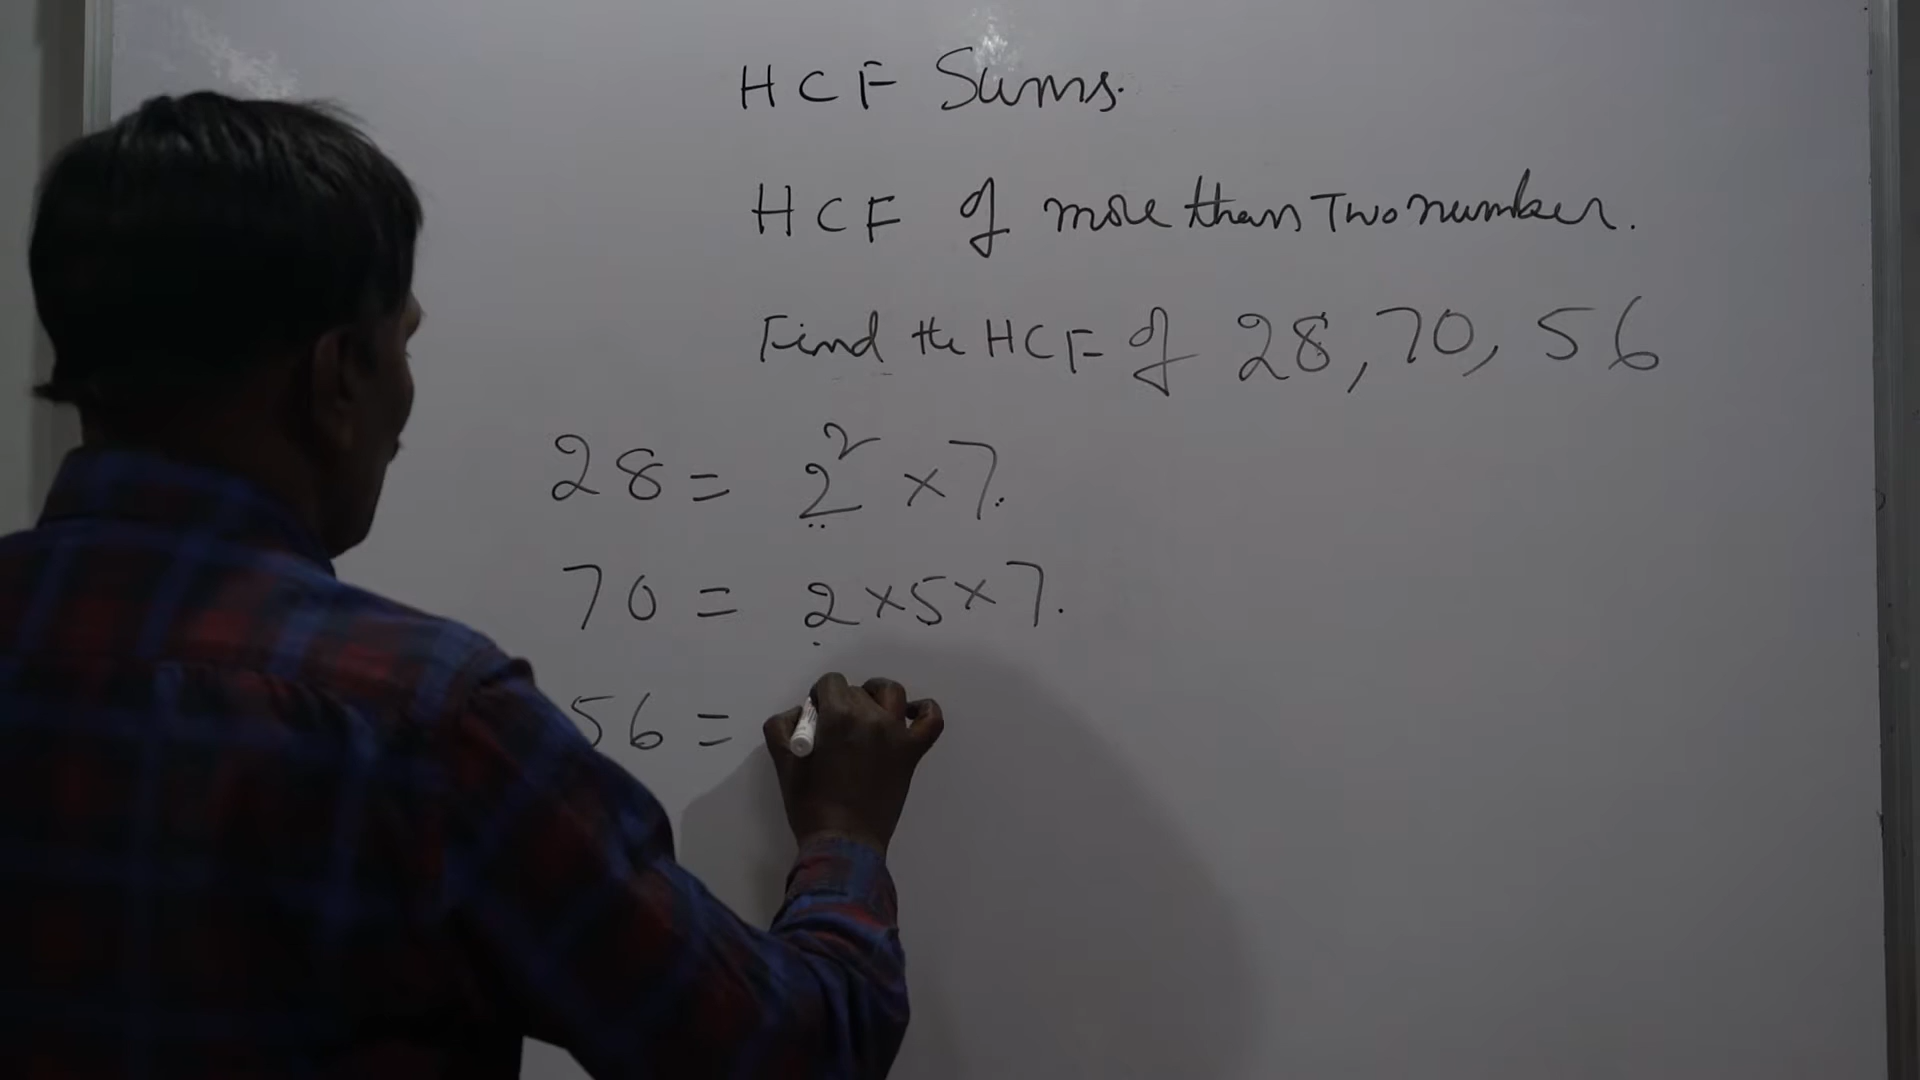 HCF Sums.
HCF of more than Two number.
Find the HCF of 28, 70, 56
28 = 2² × 7.
70 = 2 × 5 × 7.
56 =